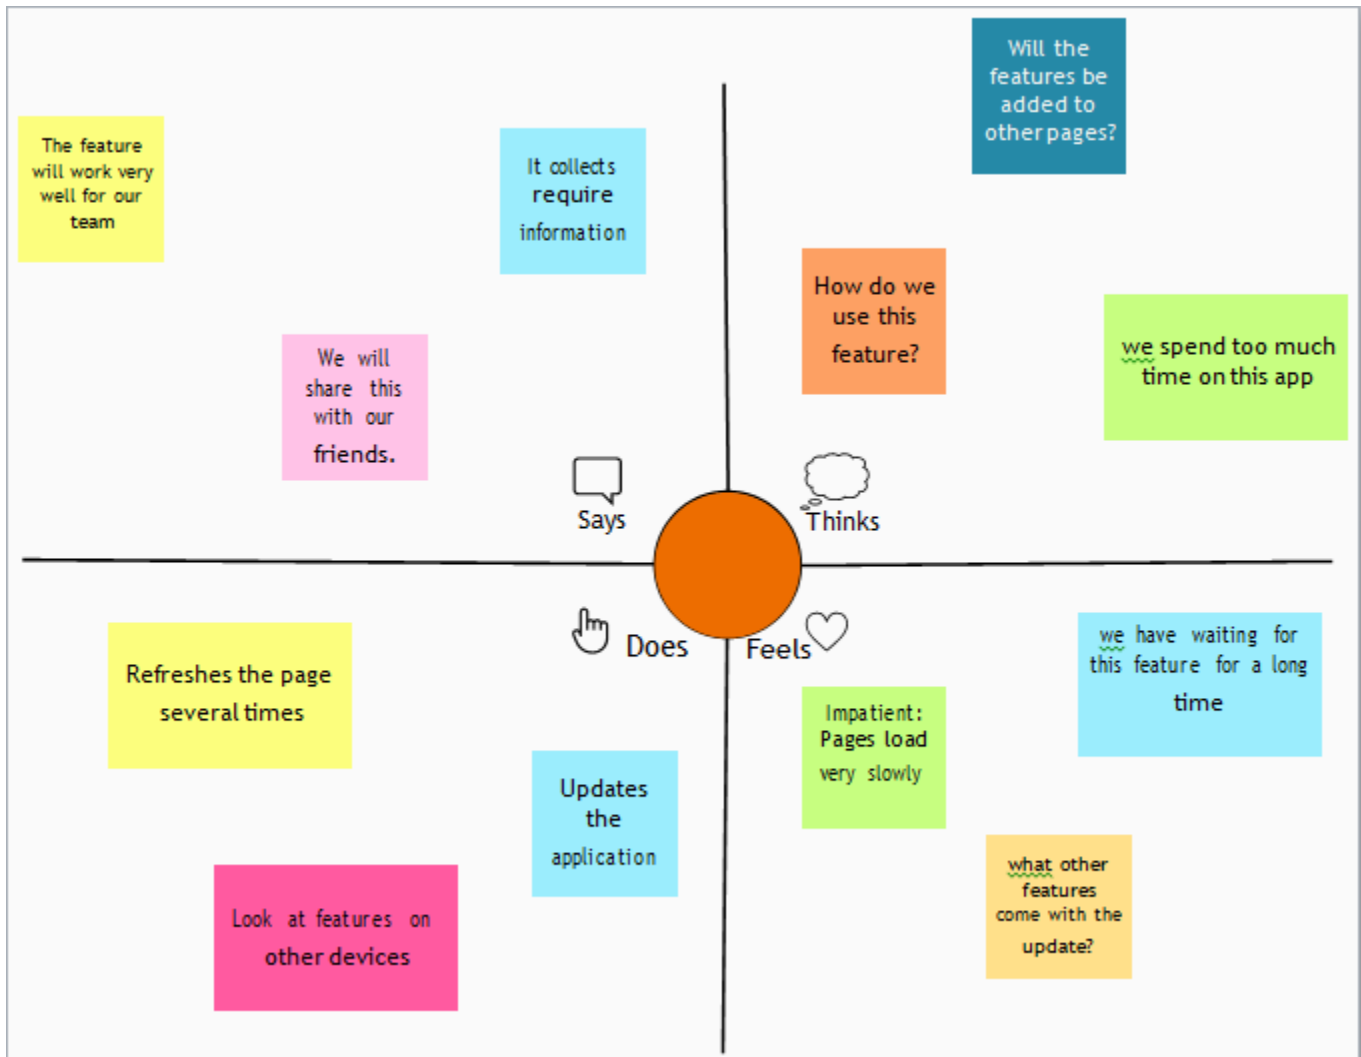 The feature
will work very
well for our
team
It collects
require
information
We will
share this
with our
friends.
Says
Will the
features be
added to
other pages?
How do we
use this
feature?
we spend too much
time on this app
Thinks
Refreshes the page
several times
Does
Updates
the
application
Look at features on
other devices
Feels
we have waiting for
this feature for a long
time
Impatient:
Pages load
very slowly
what other
features
come with the
update?